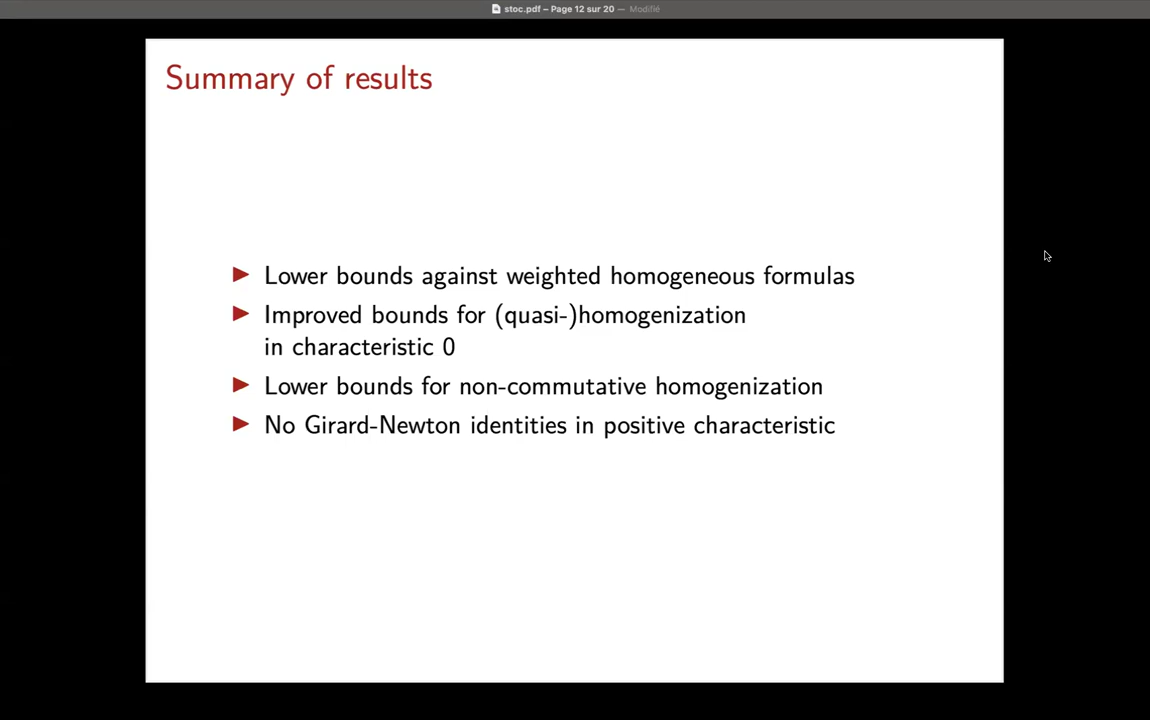 stoc.pdf – Page 12 sur 20 — Modifié
Summary of results
▶ Lower bounds against weighted homogeneous formulas
▶ Improved bounds for (quasi-)homogenization
in characteristic 0
▶ Lower bounds for non-commutative homogenization
▶ No Girard-Newton identities in positive characteristic